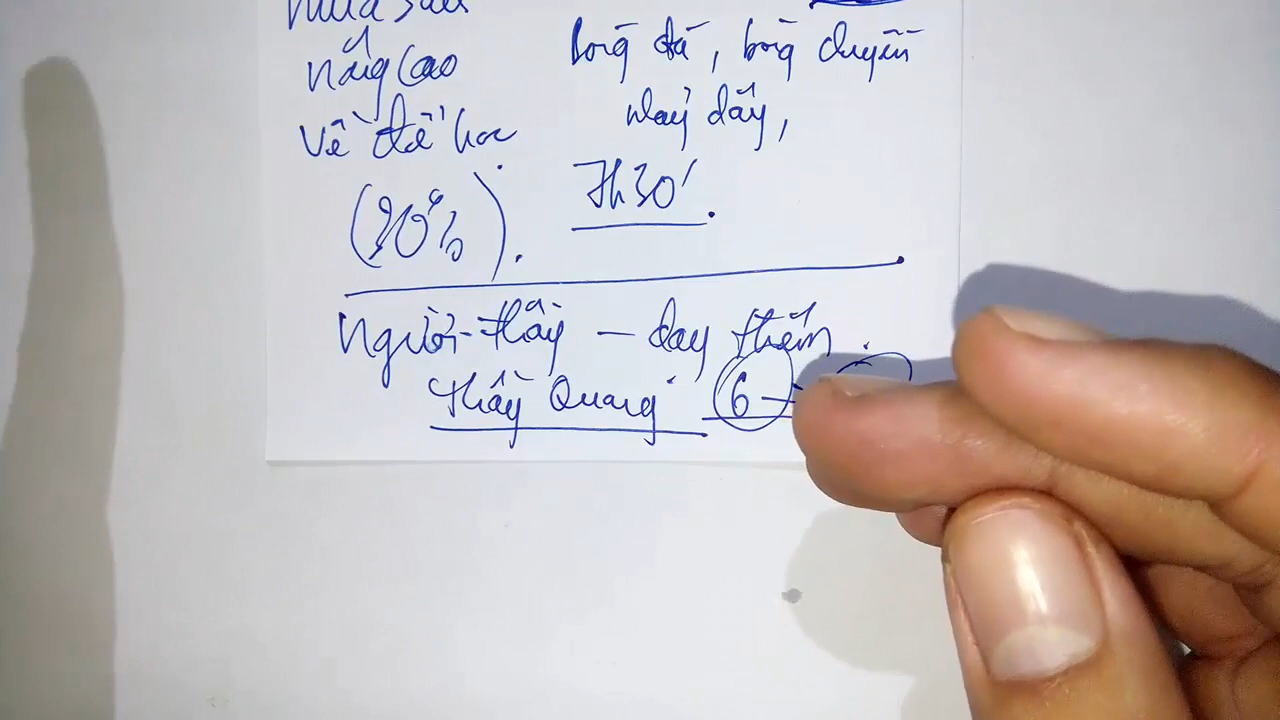 nâng cao
về để học
(90%).
bóng đá, bóng chuyền
nhảy dây,
7h30'.
Người thầy – dạy thêm.
thầy Quang 6 –